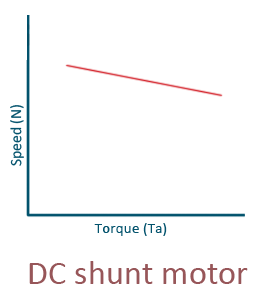 Speed (N)
Torque (Ta)
DC shunt motor